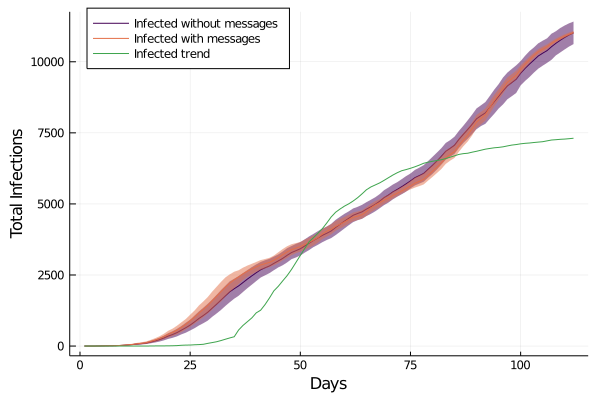 Infected without messages
Infected with messages
Infected trend
Total Infections
10000
7500
5000
2500
0
0 25 50 75 100
Days